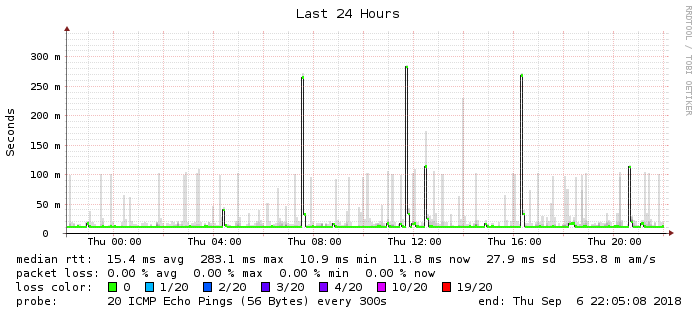 Last 24 Hours
RRDTOOL / TOBI OETIKER
Seconds
300 m
250 m
200 m
150 m
100 m
50 m
0
Thu 00:00 Thu 04:00 Thu 08:00 Thu 12:00 Thu 16:00 Thu 20:00
median rtt: 15.4 ms avg 283.1 ms max 10.9 ms min 11.8 ms now 27.9 ms sd 553.8 m am/s
packet loss: 0.00 % avg 0.00 % max 0.00 % min 0.00 % now
loss color: 0 1/20 2/20 3/20 4/20 10/20 19/20
probe: 20 ICMP Echo Pings (56 Bytes) every 300s end: Thu Sep 6 22:05:08 2018